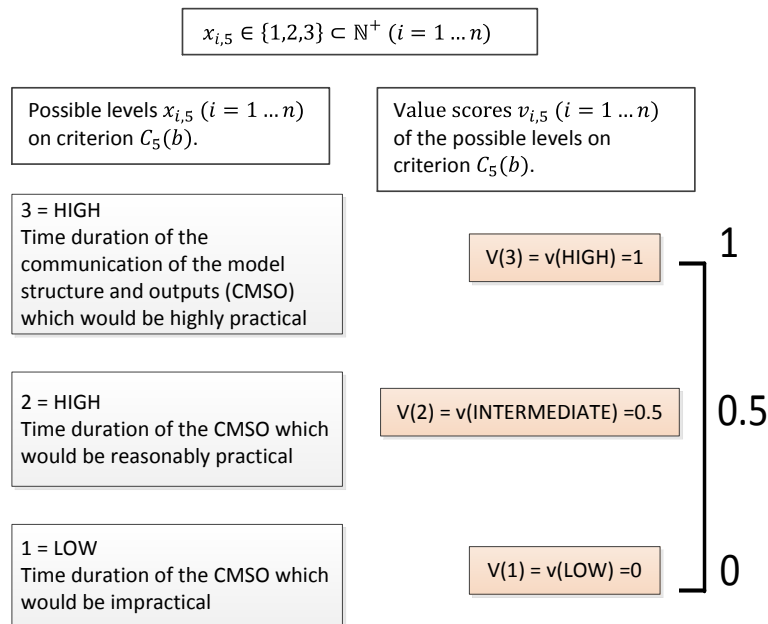 x_{i,5} ∈ {1,2,3} ⊂ ℕ⁺ (i = 1 … n)
Possible levels x_{i,5} (i = 1 … n)
on criterion C_5(b).
Value scores v_{i,5} (i = 1 … n)
of the possible levels on
criterion C_5(b).
3 = HIGH
Time duration of the
communication of the model
structure and outputs (CMSO)
which would be highly practical
V(3) = v(HIGH) =1
1
2 = HIGH
Time duration of the CMSO which
would be reasonably practical
V(2) = v(INTERMEDIATE) =0.5
0.5
1 = LOW
Time duration of the CMSO which
would be impractical
V(1) = v(LOW) =0
0